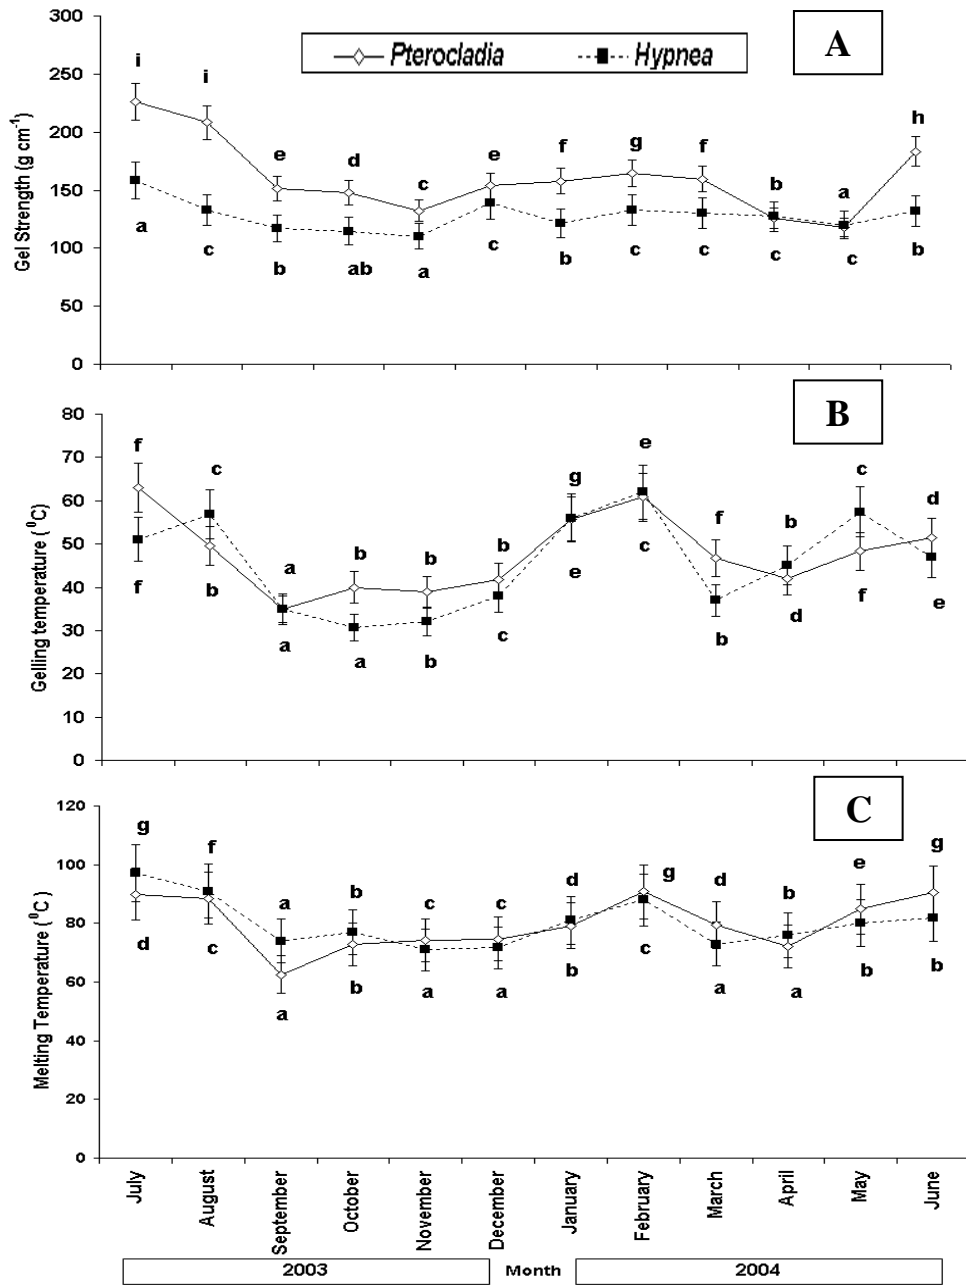 300
Pterocladia Hypnea
A
250
200
150
100
50
0
Gel Strength (g cm-1)
i i e d c e f g f b a h
a c b ab a c b c c c c b
B
80
70
60
50
40
30
20
10
0
Gelling temperature (0C)
f c a b b b g e f b c d
f b a a b c e c b d f e
C
120
100
80
60
40
20
0
Melting Temperature (0C)
g f a b c c d g d b e g
d c a b a a b c a a b b
July August September October November December January February March April May June
2003 Month 2004